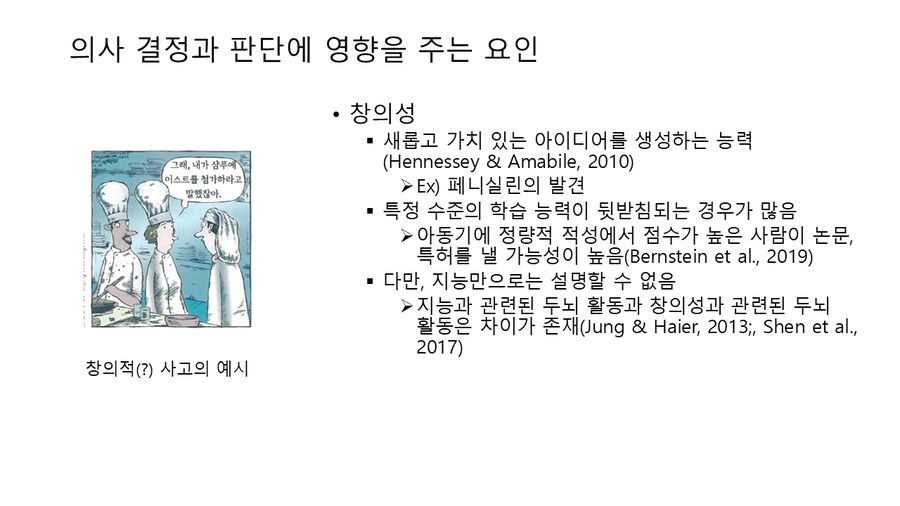 의사 결정과 판단에 영향을 주는 요인
• 창의성
▪ 새롭고 가치 있는 아이디어를 생성하는 능력
(Hennessey & Amabile, 2010)
➢Ex) 페니실린의 발견
▪ 특정 수준의 학습 능력이 뒷받침되는 경우가 많음
➢아동기에 정량적 적성에서 점수가 높은 사람이 논문,
특허를 낼 가능성이 높음(Bernstein et al., 2019)
▪ 다만, 지능만으로는 설명할 수 없음
➢지능과 관련된 두뇌 활동과 창의성과 관련된 두뇌
활동은 차이가 존재(Jung & Haier, 2013;, Shen et al.,
2017)
그래, 내가 샴푸에
이스트를 첨가하라고
말했잖아.
창의적(?) 사고의 예시